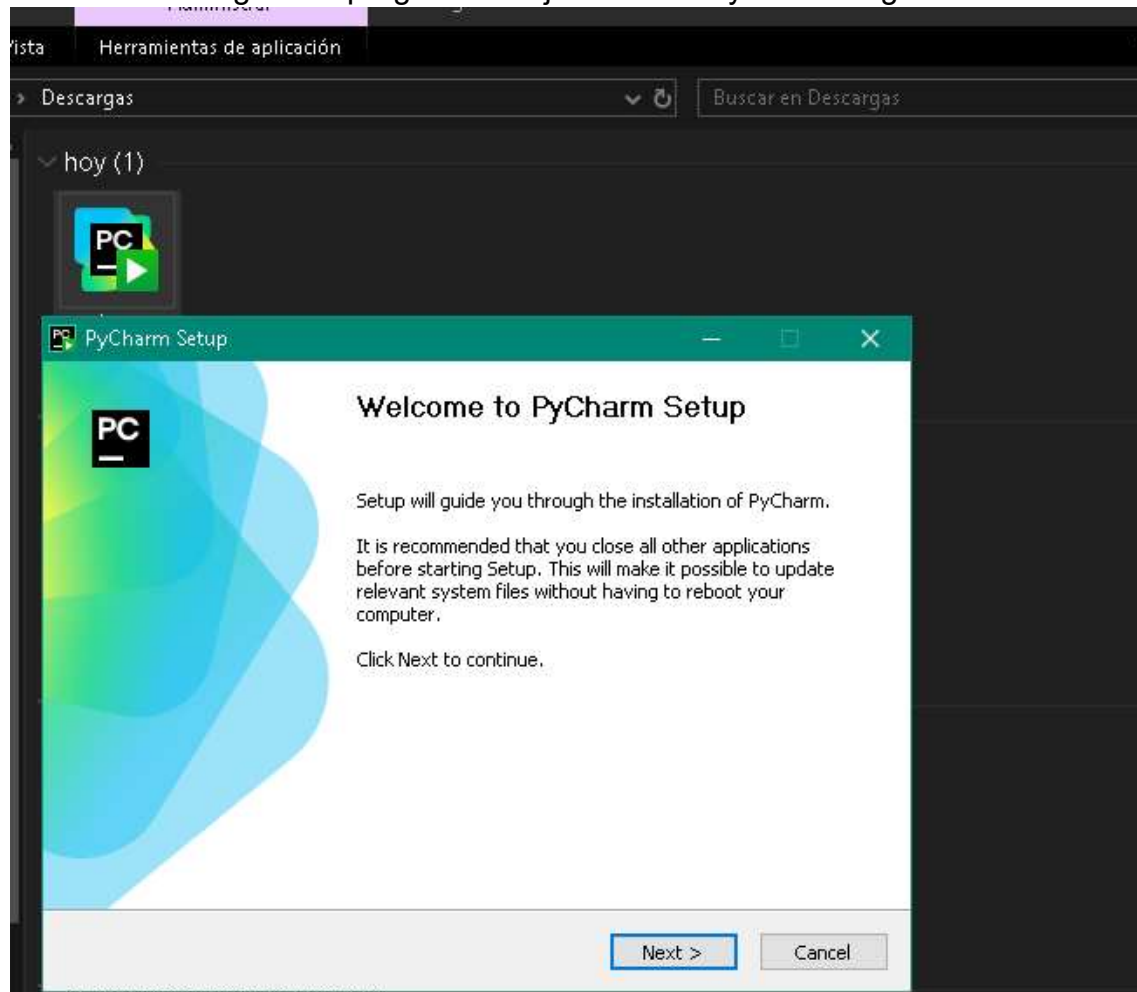 Administrar
Vista Herramientas de aplicación
> Descargas
Buscar en Descargas
hoy (1)
PC
PyCharm Setup
PC
Welcome to PyCharm Setup
Setup will guide you through the installation of PyCharm.
It is recommended that you close all other applications
before starting Setup. This will make it possible to update
relevant system files without having to reboot your
computer.
Click Next to continue.
Next >
Cancel